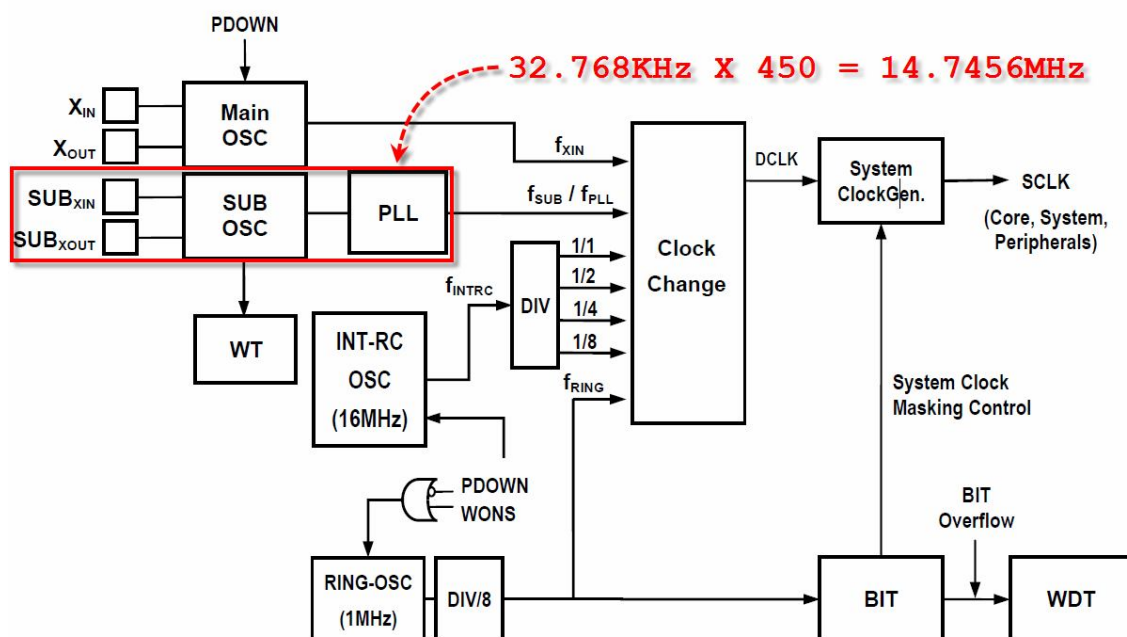 PDOWN
32.768KHz X 450 = 14.7456MHz
XIN
XOUT
Main
OSC
fXIN
SUBXIN
SUBXOUT
SUB
OSC
PLL
fSUB / fPLL
Clock
Change
DCLK
System
ClockGen.
SCLK
(Core, System,
Peripherals)
WT
fINTRC
DIV
1/1
1/2
1/4
1/8
INT-RC
OSC
(16MHz)
fRING
System Clock
Masking Control
PDOWN
WONS
BIT
Overflow
RING-OSC
(1MHz)
DIV/8
BIT
WDT